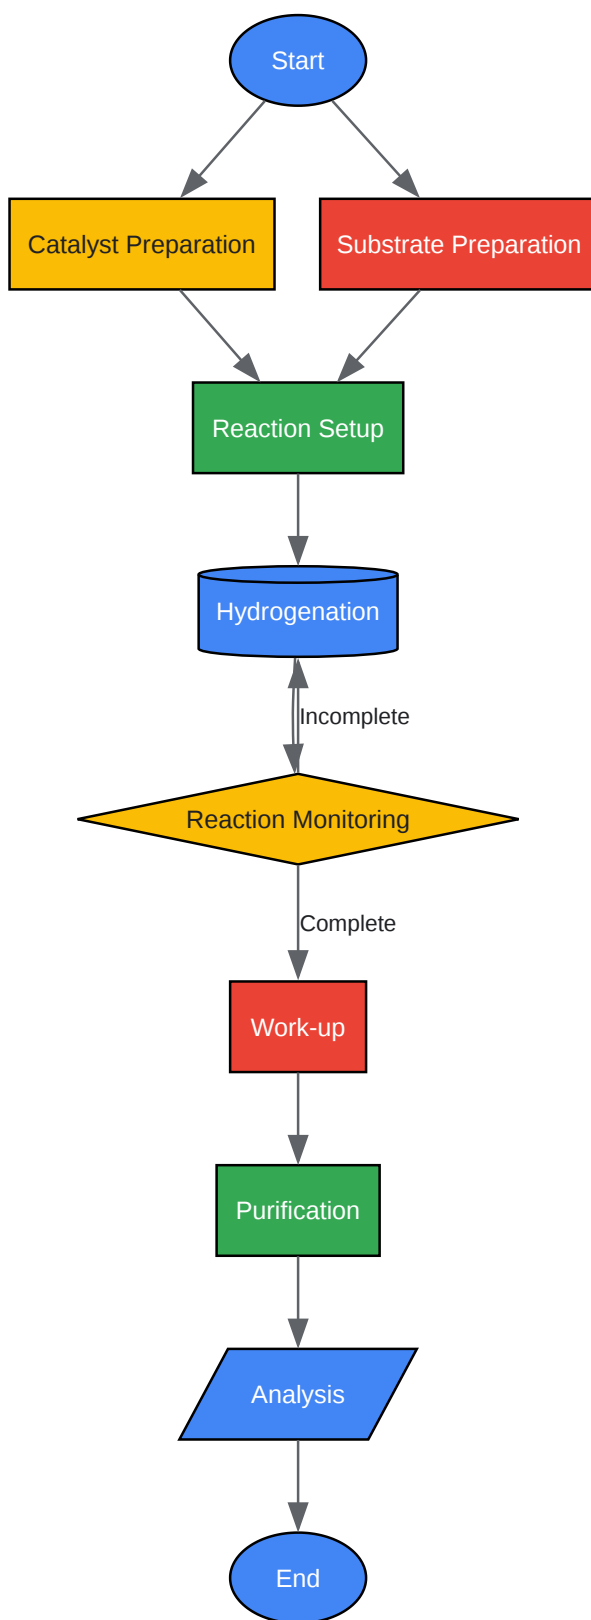 Start
Catalyst Preparation
Substrate Preparation
Reaction Setup
Hydrogenation
Incomplete
Reaction Monitoring
Complete
Work-up
Purification
Analysis
End